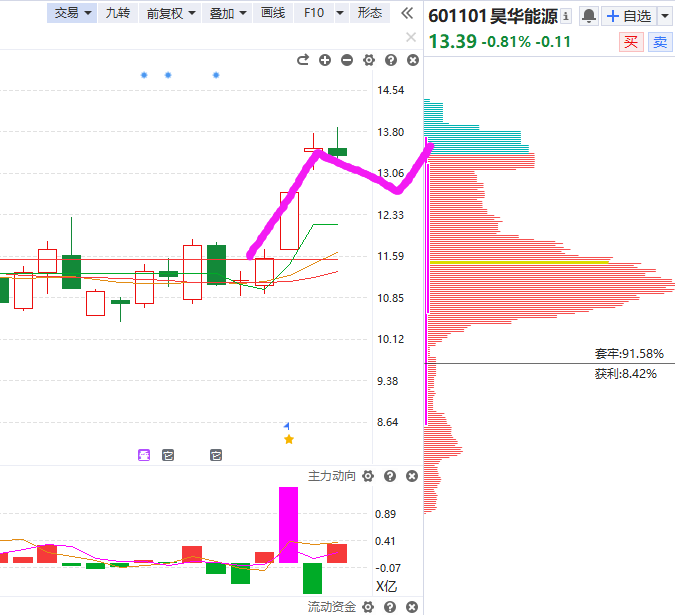 交易 九转 前复权 叠加 画线 F10 形态
601101 昊华能源 i + 自选
13.39 -0.81% -0.11 买 卖
14.54
13.80
13.06
12.33
11.59
10.85
10.12
套牢:91.58%
获利:8.42%
9.38
8.64
主力动向
0.89
0.41
-0.07
X亿
流动资金